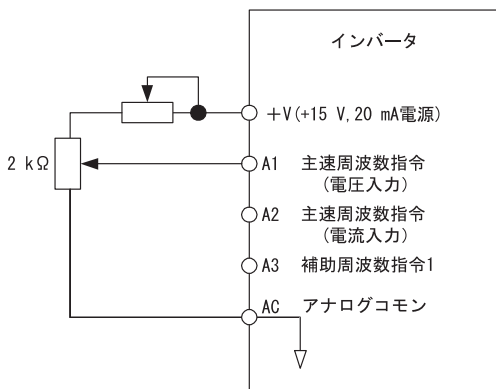 インバータ
+V(+15 V, 20 mA電源)
2 kΩ
A1 主速周波数指令
(電圧入力)
A2 主速周波数指令
(電流入力)
A3 補助周波数指令1
AC アナログコモン